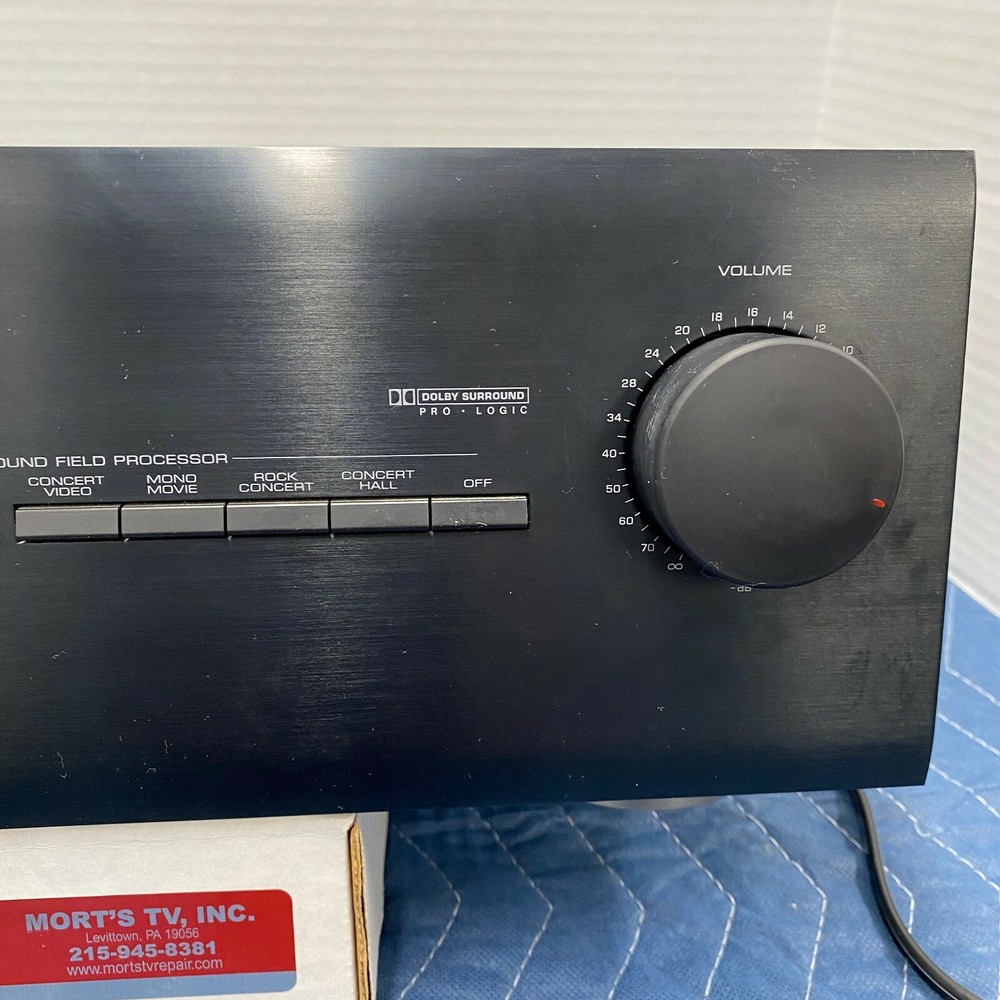 VOLUME
16
18
14
20
12
24
10
28
34
40
50
60
70
∞
-dB
DOLBY SURROUND
PRO • LOGIC
OUND FIELD PROCESSOR
CONCERT VIDEO
MONO MOVIE
ROCK CONCERT
CONCERT HALL
OFF
MORT'S TV, INC.
Levittown, PA 19056
215-945-8381
www.mortstvrepair.com